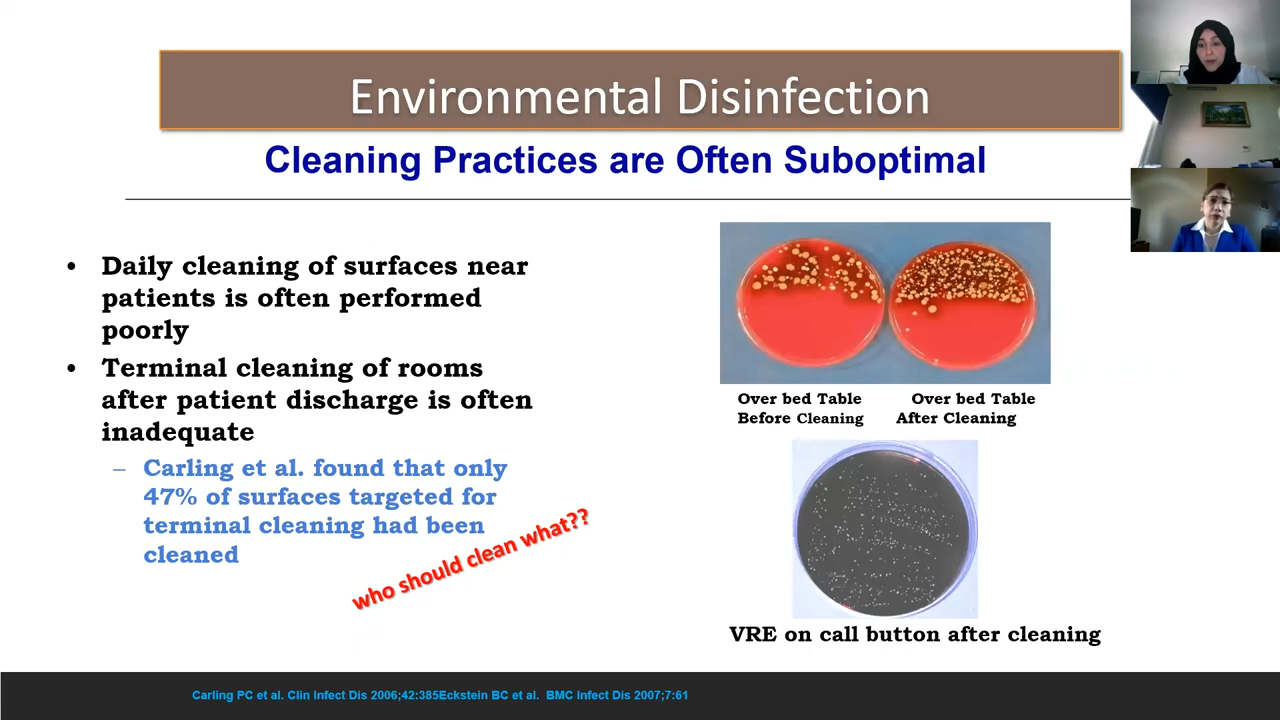 Environmental Disinfection
Cleaning Practices are Often Suboptimal
• Daily cleaning of surfaces near
patients is often performed
poorly
• Terminal cleaning of rooms
after patient discharge is often
inadequate
– Carling et al. found that only
47% of surfaces targeted for
terminal cleaning had been
cleaned
who should clean what??
Over bed Table
Before Cleaning
Over bed Table
After Cleaning
VRE on call button after cleaning
Carling PC et al. Clin Infect Dis 2006;42:385Eckstein BC et al. BMC Infect Dis 2007;7:61